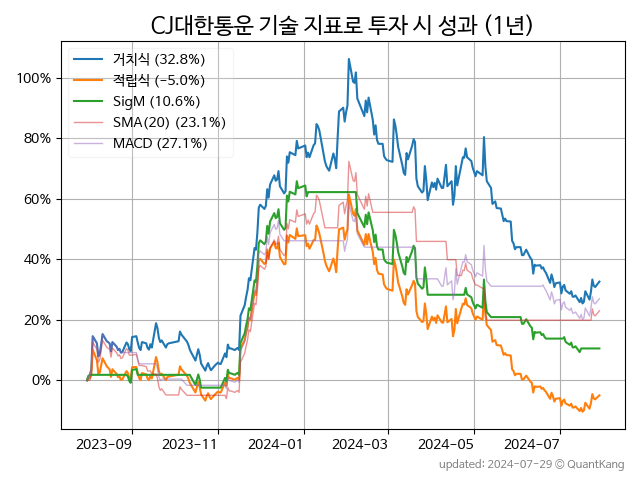 CJ대한통운 기술 지표로 투자 시 성과 (1년)
거치식 (32.8%)
적립식 (−5.0%)
SigM (10.6%)
SMA(20) (23.1%)
MACD (27.1%)
100%
80%
60%
40%
20%
0%
2023-09 2023-11 2024-01 2024-03 2024-05 2024-07
updated: 2024-07-29 © QuantKang